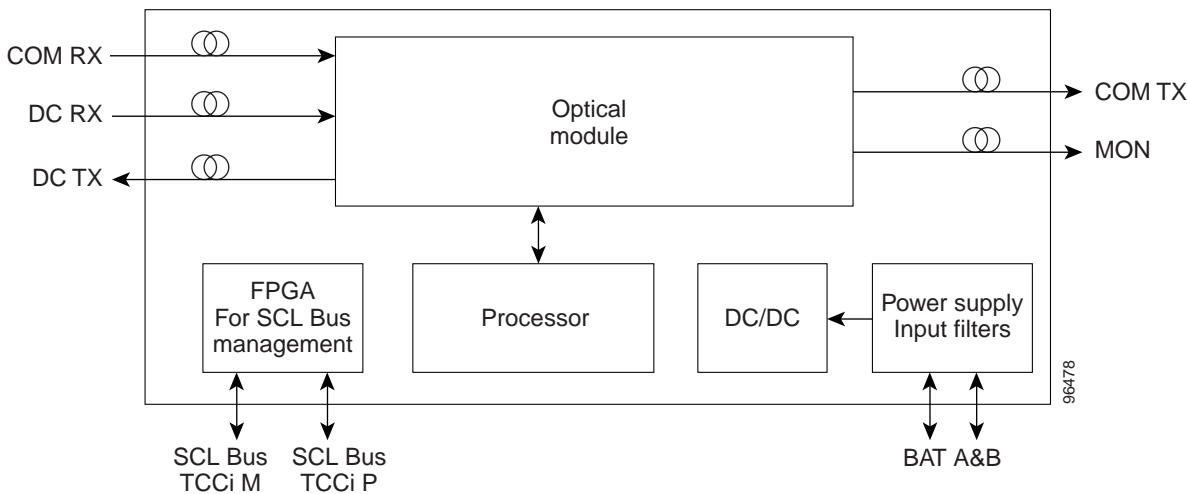 COM RX
DC RX
DC TX
Optical
module
COM TX
MON
FPGA
For SCL Bus
management
Processor
DC/DC
Power supply
Input filters
96478
SCL Bus
TCCi M
SCL Bus
TCCi P
BAT A&B